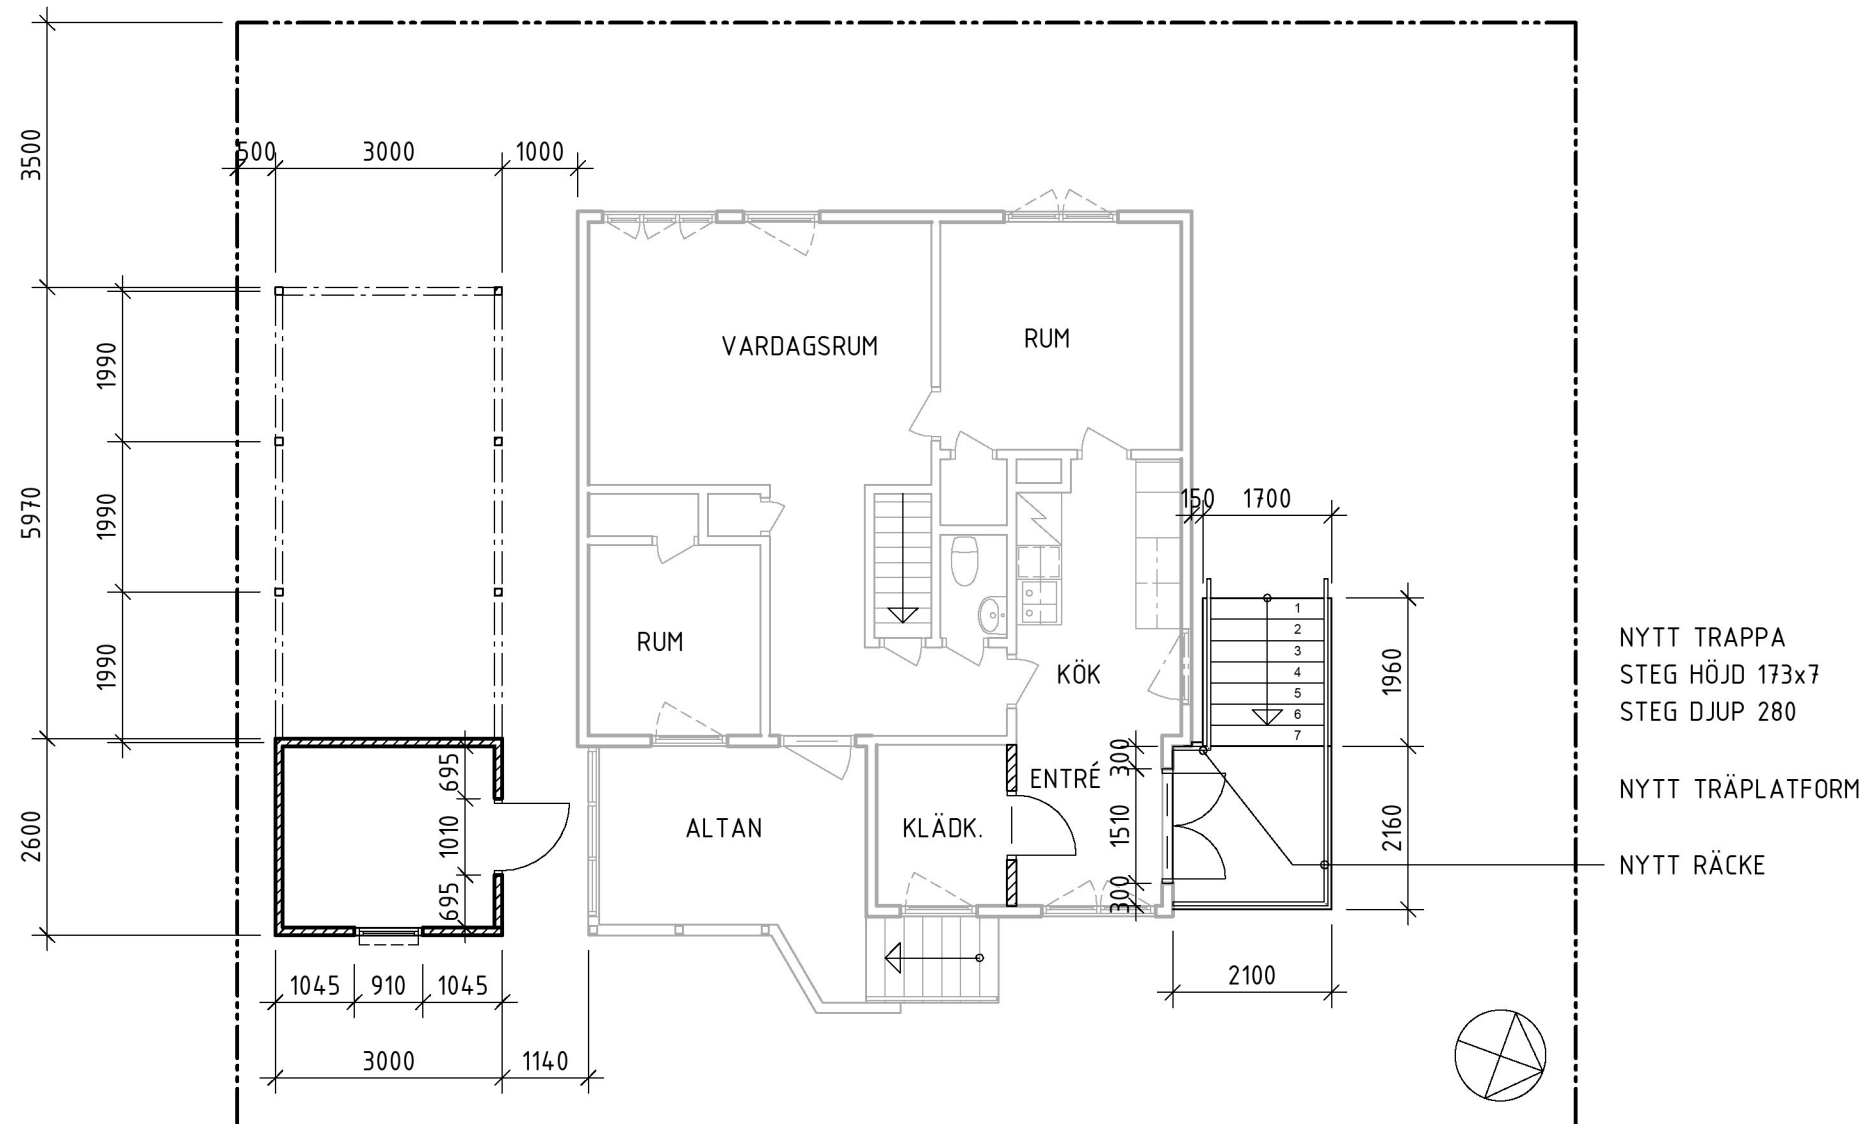 500
3000
1000
3500
1990
VARDAGSRUM
RUM
5970
1990
150
1700
1990
RUM
KÖK
1
2
3
4
5
6
7
1960
NYTT TRAPPA
STEG HÖJD 173x7
STEG DJUP 280
2600
695
1010
695
ALTAN
KLÄDK.
ENTRÉ
300
1510
300
2160
NYTT TRÄPLATFORM
NYTT RÄCKE
1045
910
1045
2100
3000
1140